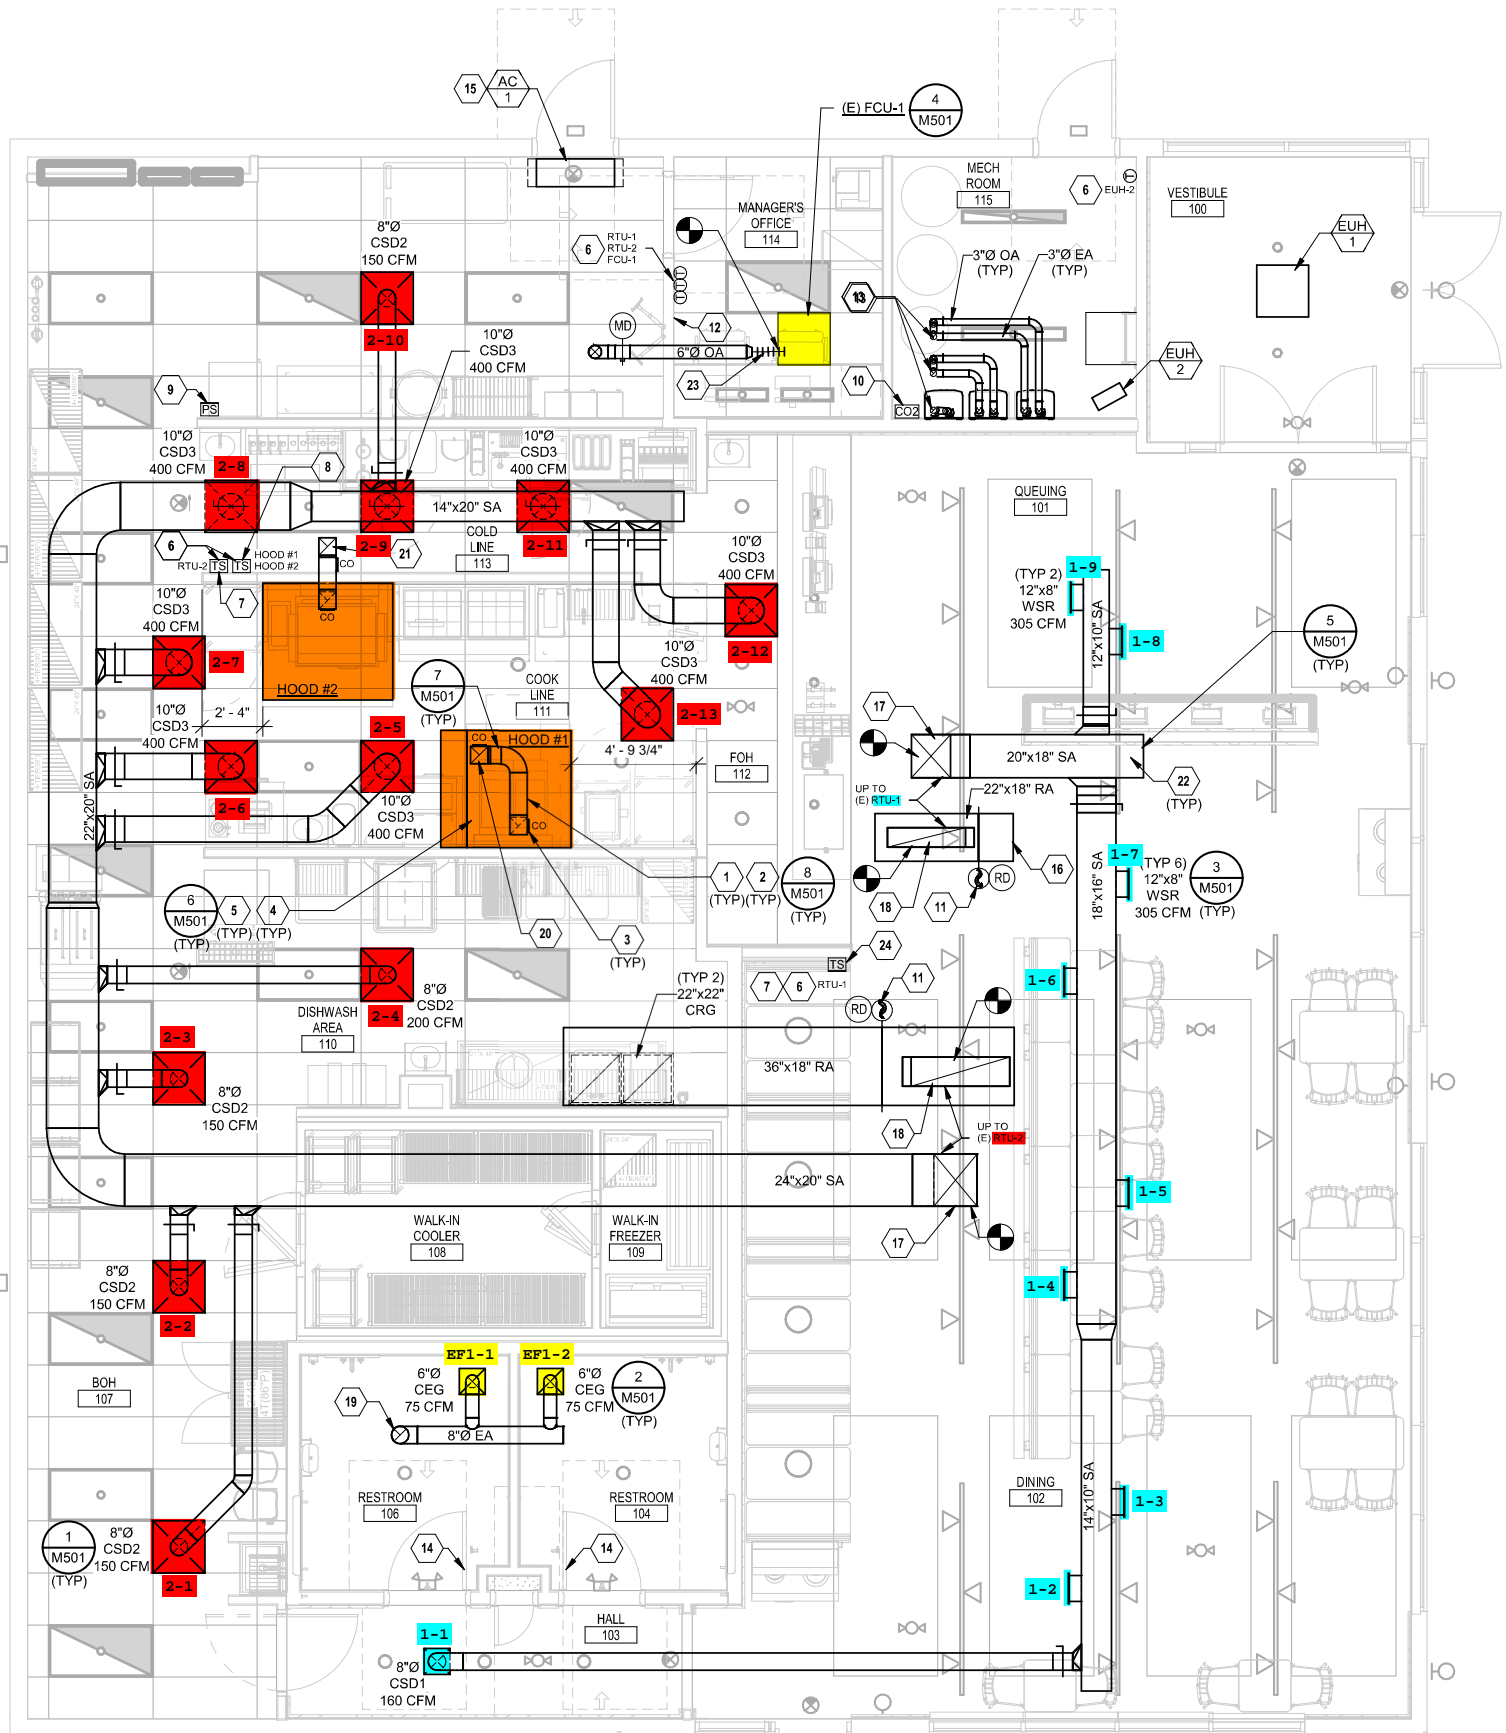 15
AC
1
(E) FCU-1
4
M501
MECH
ROOM
115
6
EUH-2
VESTIBULE
100
EUH
1
MANAGER'S
OFFICE
114
8"Ø
CSD2
150 CFM
2-10
6
RTU-1
RTU-2
FCU-1
3"Ø OA
(TYP)
3"Ø EA
(TYP)
13
12
MD
6"Ø OA
23
10
CO2
EUH
2
10"Ø
CSD3
400 CFM
9
PS
10"Ø
CSD3
400 CFM
2-8
8
10"Ø
CSD3
400 CFM
14"x20" SA
2-9
2-11
21
COLD
LINE
113
QUEUING
101
6
RTU-2
TS
TS
HOOD #1
HOOD #2
7
CO
CO
10"Ø
CSD3
400 CFM
2-12
(TYP 2)
12"x8"
WSR
305 CFM
1-9
1-8
12"x10" SA
5
M501
(TYP)
10"Ø
CSD3
400 CFM
2-7
HOOD #2
7
M501
(TYP)
COOK
LINE
111
10"Ø
CSD3
400 CFM
2-13
4' - 9 3/4"
10"Ø
CSD3
400 CFM
2' - 4"
2-6
2-5
10"Ø
CSD3
400 CFM
CO
HOOD #1
CO
FOH
112
17
20"x18" SA
22
(TYP)
UP TO
(E) RTU-1
22"x18" RA
22"x20" SA
18"x16" SA
1-7
(TYP 6)
12"x8"
WSR
305 CFM
3
M501
(TYP)
16
RD
11
18
6
M501
(TYP)
5
(TYP)
4
(TYP)
1
(TYP)
2
(TYP)
8
M501
(TYP)
20
3
(TYP)
24
TS
7
6
RTU-1
11
RD
1-6
8"Ø
CSD2
200 CFM
2-4
DISHWASH
AREA
110
(TYP 2)
22"x22"
CRG
36"x18" RA
2-3
8"Ø
CSD2
150 CFM
18
UP TO
(E) RTU-2
24"x20" SA
17
1-5
WALK-IN
COOLER
108
WALK-IN
FREEZER
109
8"Ø
CSD2
150 CFM
2-2
1-4
BOH
107
EF1-1
EF1-2
6"Ø
CEG
75 CFM
6"Ø
CEG
75 CFM
2
M501
(TYP)
19
8"Ø EA
RESTROOM
106
RESTROOM
104
DINING
102
14"x10" SA
1-3
1
M501
(TYP)
8"Ø
CSD2
150 CFM
2-1
14
14
1-2
HALL
103
1-1
8"Ø
CSD1
160 CFM